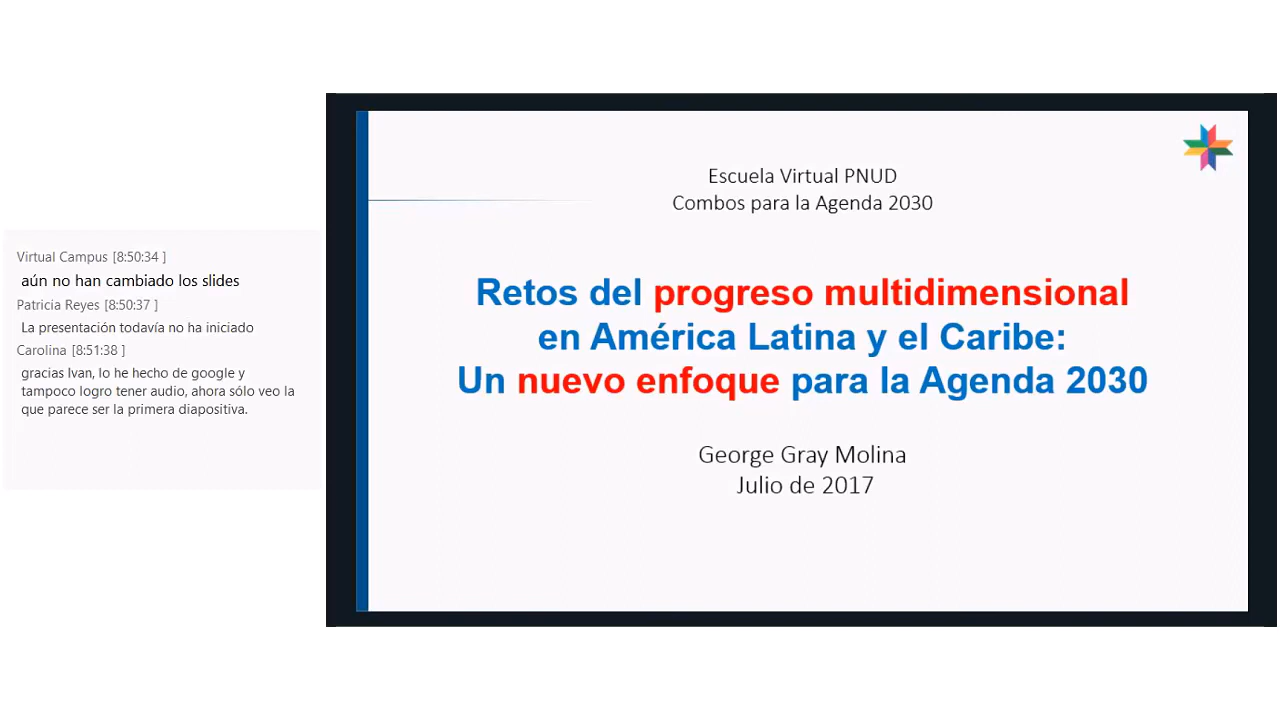 Virtual Campus [8:50:34 ]
aún no han cambiado los slides
Patricia Reyes [8:50:37 ]
La presentación todavía no ha iniciado
Carolina [8:51:38 ]
gracias Ivan, lo he hecho de google y
tampoco logro tener audio, ahora sólo veo la
que parece ser la primera diapositiva.
Escuela Virtual PNUD
Combos para la Agenda 2030
Retos del progreso multidimensional
en América Latina y el Caribe:
Un nuevo enfoque para la Agenda 2030
George Gray Molina
Julio de 2017